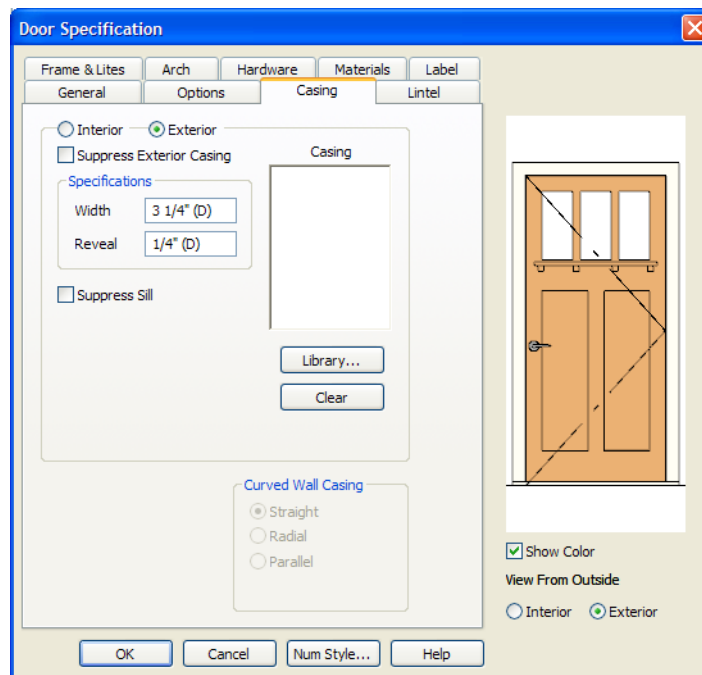 Door Specification
Frame & Lites Arch Hardware Materials Label
General Options Casing Lintel
Interior Exterior
Suppress Exterior Casing
Casing
Specifications
Width 3 1/4" (D)
Reveal 1/4" (D)
Suppress Sill
Library...
Clear
Curved Wall Casing
Straight
Radial
Parallel
Show Color
View From Outside
Interior Exterior
OK Cancel Num Style... Help